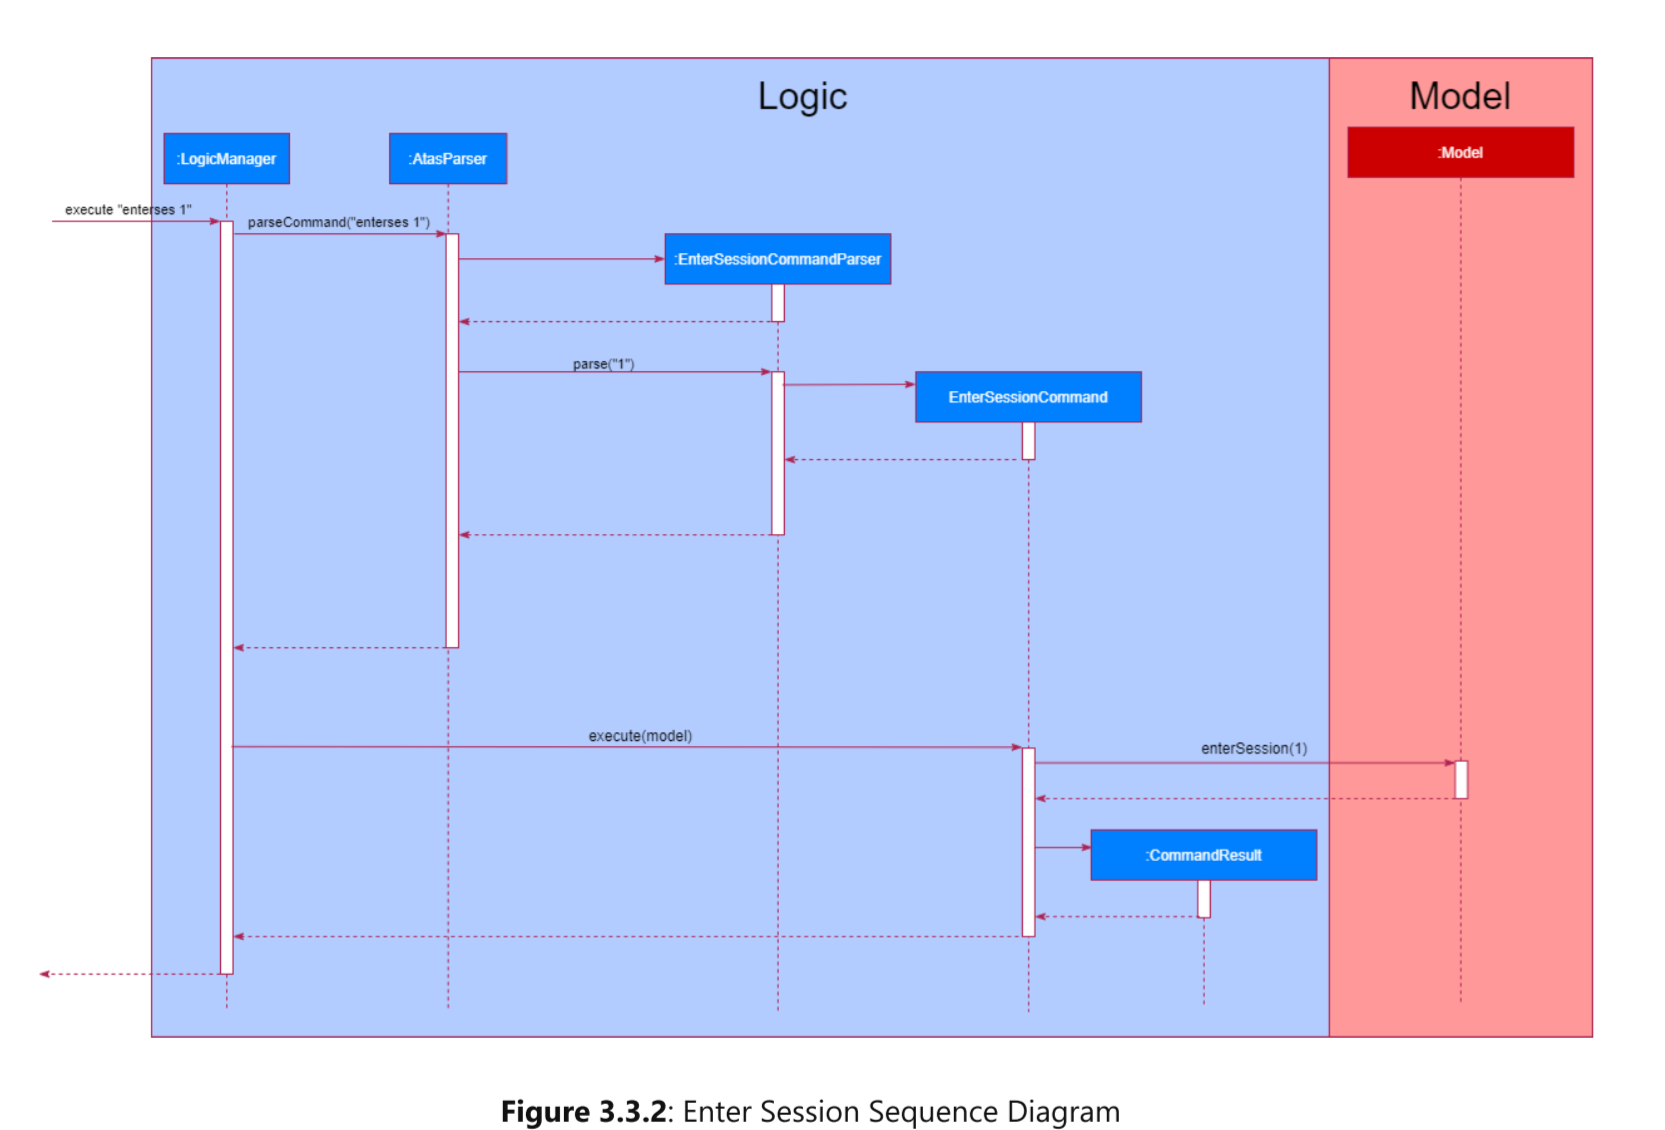 Logic
Model
:LogicManager
:AtasParser
:Model
execute "enterses 1"
parseCommand("enterses 1")
:EnterSessionCommandParser
parse("1")
EnterSessionCommand
execute(model)
enterSession(1)
:CommandResult
Figure 3.3.2: Enter Session Sequence Diagram